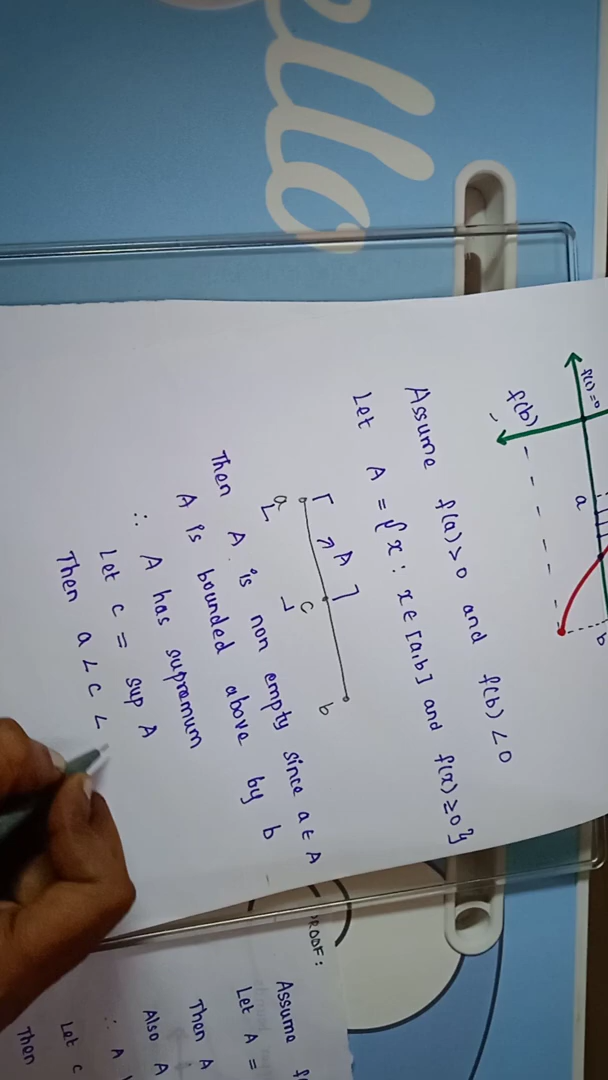 ello
f(c)=0
f(b)
a
b
Assume f(a)>0 and f(b)<0
Let A = {x : x ∈ [a,b] and f(x) ≥ 0}
[ A ]
a c b
Then A is non empty since a ∈ A
A is bounded above by b
∴ A has supremum
Let c = sup A
Then a < c <
PROOF:
Assume
Let A =
Then A
Also A
∴ A
Let c
Then